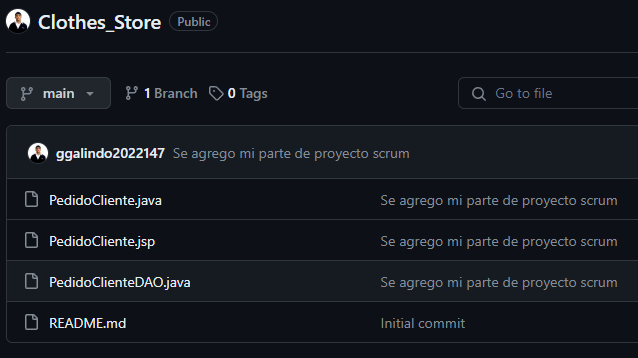 Clothes_Store Public
main 1 Branch 0 Tags Go to file
ggalindo2022147 Se agrego mi parte de proyecto scrum
PedidoCliente.java Se agrego mi parte de proyecto scrum
PedidoCliente.jsp Se agrego mi parte de proyecto scrum
PedidoClienteDAO.java Se agrego mi parte de proyecto scrum
README.md Initial commit